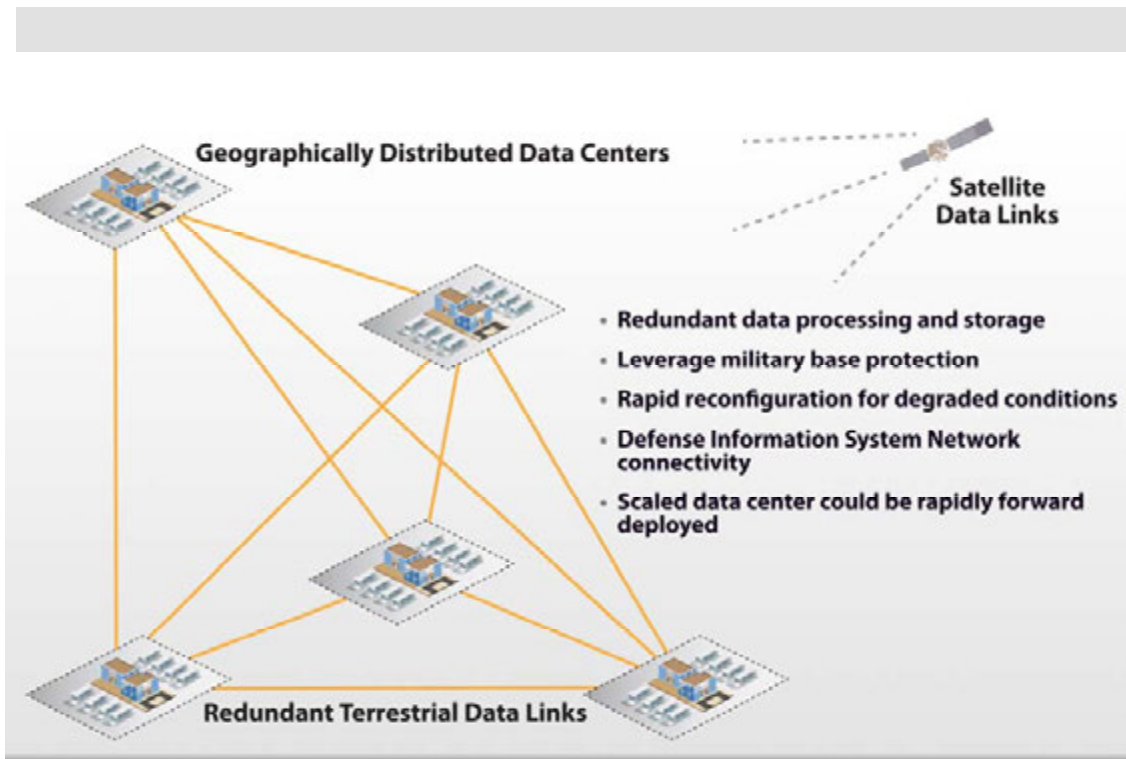 Geographically Distributed Data Centers
Satellite
Data Links
• Redundant data processing and storage
• Leverage military base protection
• Rapid reconfiguration for degraded conditions
• Defense Information System Network
connectivity
• Scaled data center could be rapidly forward
deployed
Redundant Terrestrial Data Links